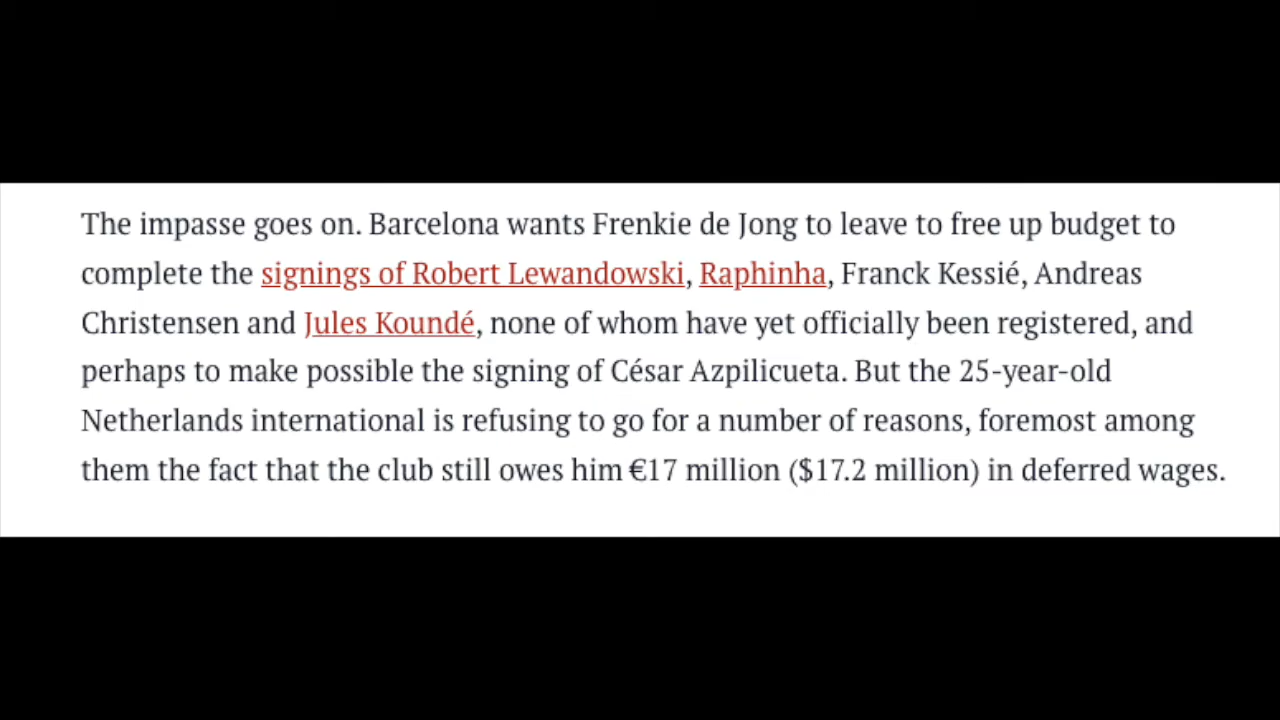 The impasse goes on. Barcelona wants Frenkie de Jong to leave to free up budget to
complete the signings of Robert Lewandowski, Raphinha, Franck Kessié, Andreas
Christensen and Jules Koundé, none of whom have yet officially been registered, and
perhaps to make possible the signing of César Azpilicueta. But the 25-year-old
Netherlands international is refusing to go for a number of reasons, foremost among
them the fact that the club still owes him €17 million ($17.2 million) in deferred wages.